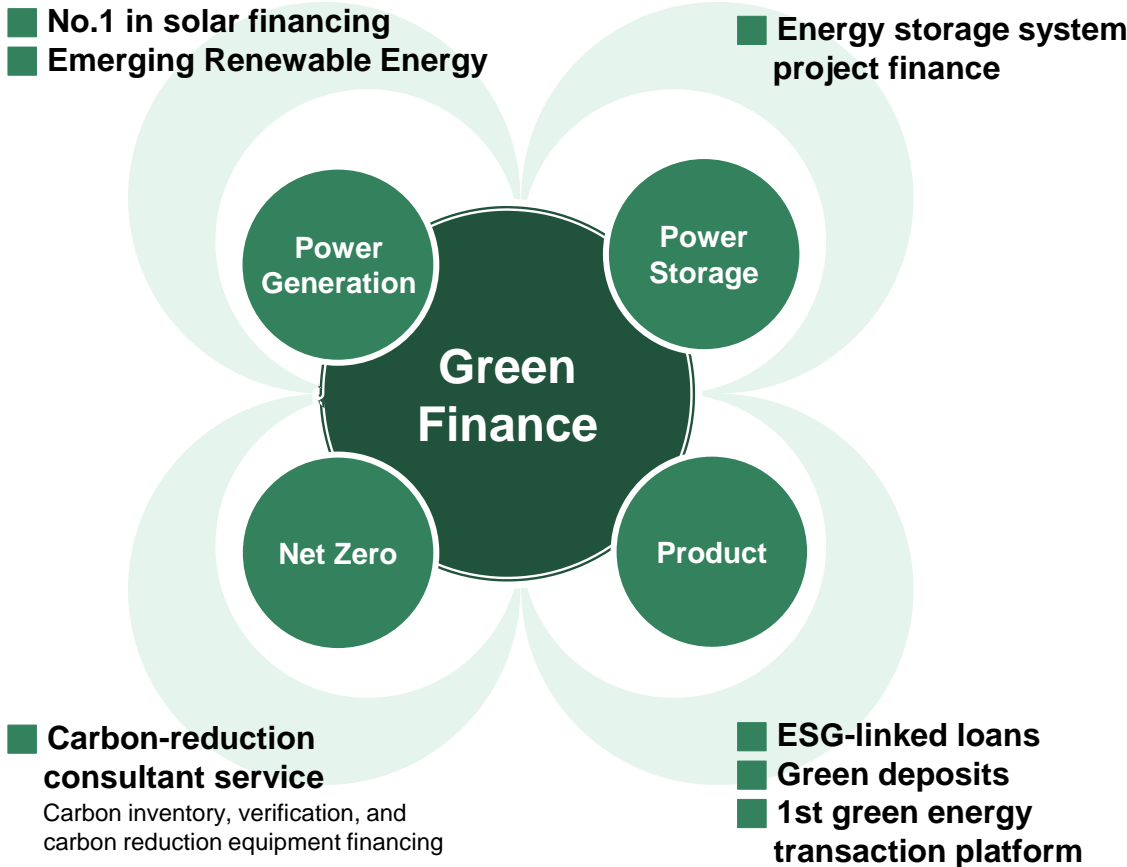 No.1 in solar financing
Emerging Renewable Energy
Energy storage system
project finance
Power
Generation
Power
Storage
Green
Finance
Net Zero
Product
Carbon-reduction
consultant service
Carbon inventory, verification, and
carbon reduction equipment financing
ESG-linked loans
Green deposits
1st green energy
transaction platform